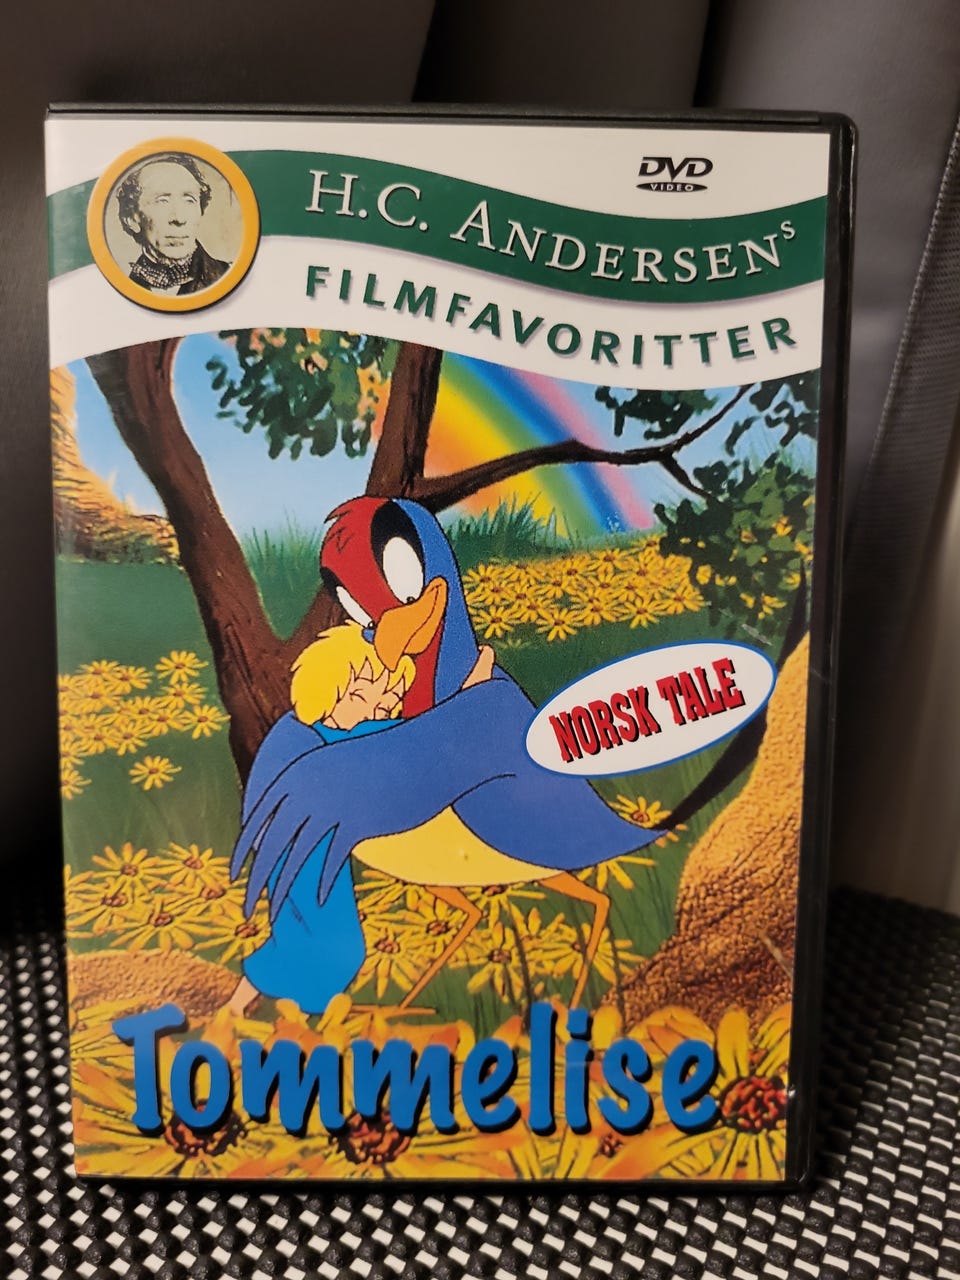 DVD
VIDEO
H.C. ANDERSENs
FILMFAVORITTER
NORSK TALE
Tommelise